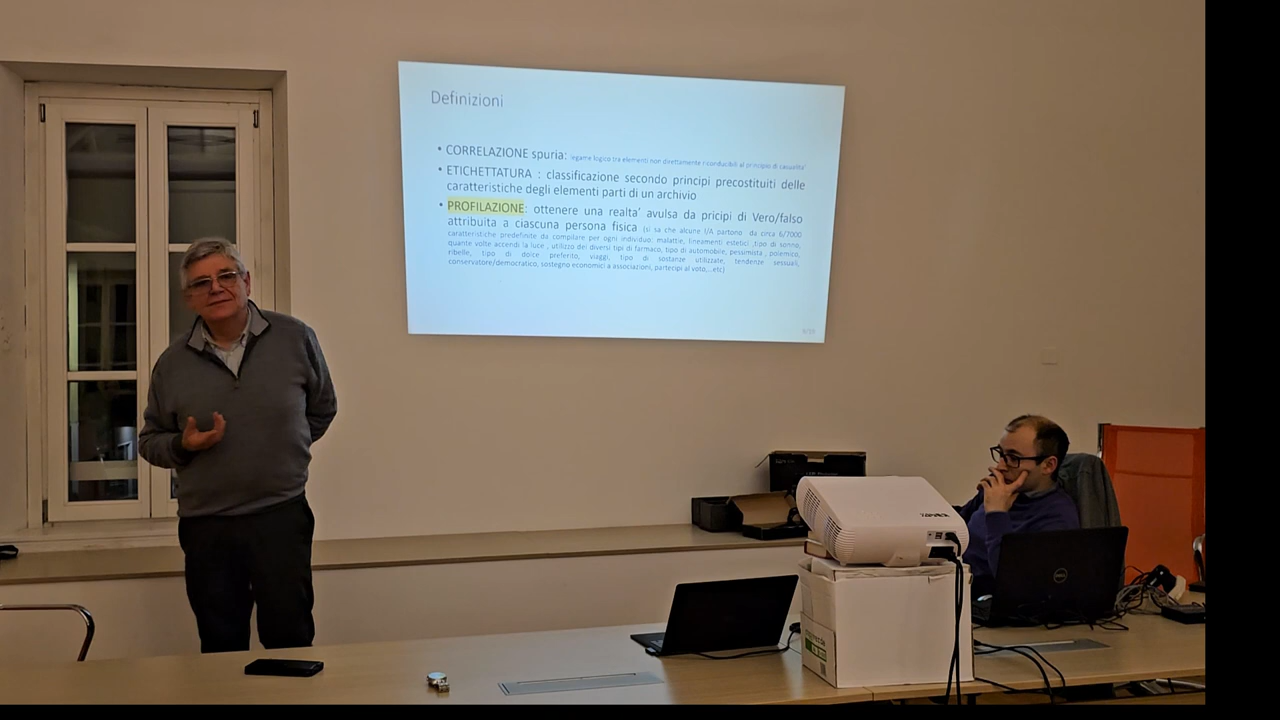 Definizioni
• CORRELAZIONE spuria: legame logico tra elementi non direttamente riconducibili al principio di causalita'
• ETICHETTATURA : classificazione secondo principi precostituiti delle
caratteristiche degli elementi parti di un archivio
• PROFILAZIONE: ottenere una realta' avulsa da pricipi di Vero/falso
attribuita a ciascuna persona fisica (si sa che alcune I/A partono da circa 6/7000
caratteristiche predefinite da compilare per ogni individuo: malattie, lineamenti estetici ,tipo di sonno,
quante volte accendi la luce , utilizzo dei diversi tipi di farmaco, tipo di automobile, pessimista , polemico,
ribelle, tipo di dolce preferito, viaggi, tipo di sostanze utilizzate, tendenze sessuali,
conservatore/democratico, sostegno economici a associazioni, partecipi al voto,...etc)
DELL